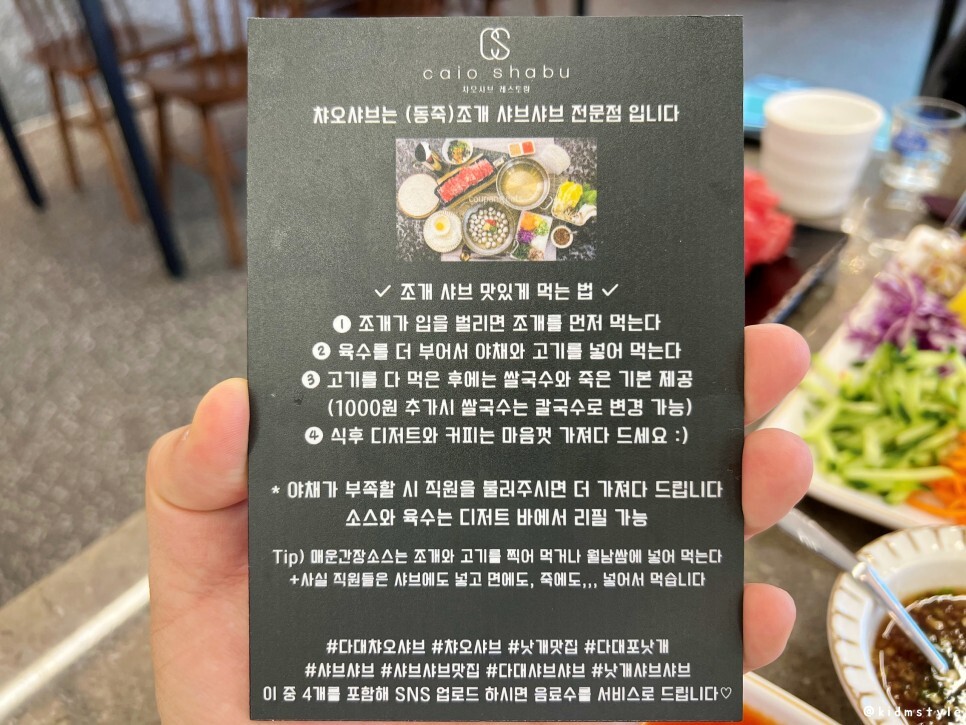 CS
caio shabu
챠오샤브 레스토랑
챠오샤브는 (동죽)조개 샤브샤브 전문점 입니다
✓ 조개 샤브 맛있게 먹는 법 ✓
❶ 조개가 입을 벌리면 조개를 먼저 먹는다
❷ 육수를 더 부어서 야채와 고기를 넣어 먹는다
❸ 고기를 다 먹은 후에는 쌀국수와 죽은 기본 제공
(1000원 추가시 쌀국수는 칼국수로 변경 가능)
❹ 식후 디저트와 커피는 마음껏 가져다 드세요 :)
* 야채가 부족할 시 직원을 불러주시면 더 가져다 드립니다
소스와 육수는 디저트 바에서 리필 가능
Tip) 매운간장소스는 조개와 고기를 찍어 먹거나 월남쌈에 넣어 먹는다
+사실 직원들은 샤브에도 넣고 면에도, 죽에도,,, 넣어서 먹습니다
#다대챠오샤브 #챠오샤브 #낫개맛집 #다대포낫개
#샤브샤브 #샤브샤브맛집 #다대샤브샤브 #낫개샤브샤브
이 중 4개를 포함해 SNS 업로드 하시면 음료수를 서비스로 드립니다♡
@kidmstyle